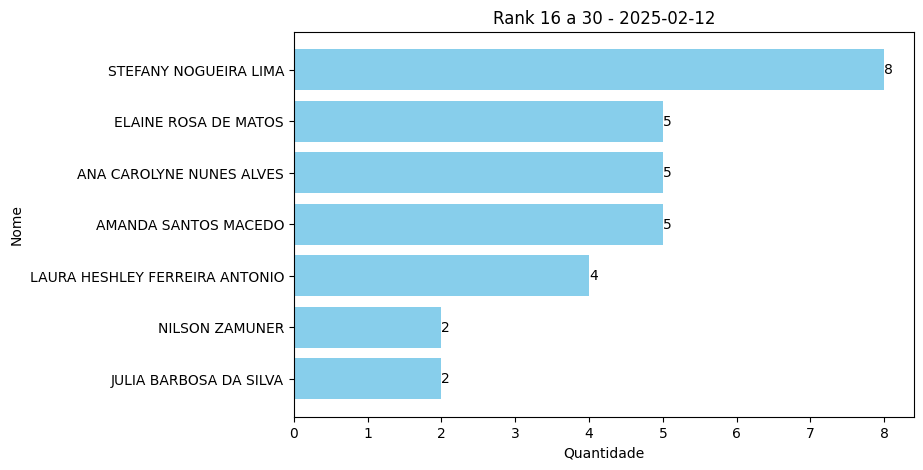 Rank 16 a 30 - 2025-02-12
STEFANY NOGUEIRA LIMA 8
ELAINE ROSA DE MATOS 5
ANA CAROLYNE NUNES ALVES 5
AMANDA SANTOS MACEDO 5
LAURA HESHLEY FERREIRA ANTONIO 4
NILSON ZAMUNER 2
JULIA BARBOSA DA SILVA 2
Nome
0 1 2 3 4 5 6 7 8
Quantidade